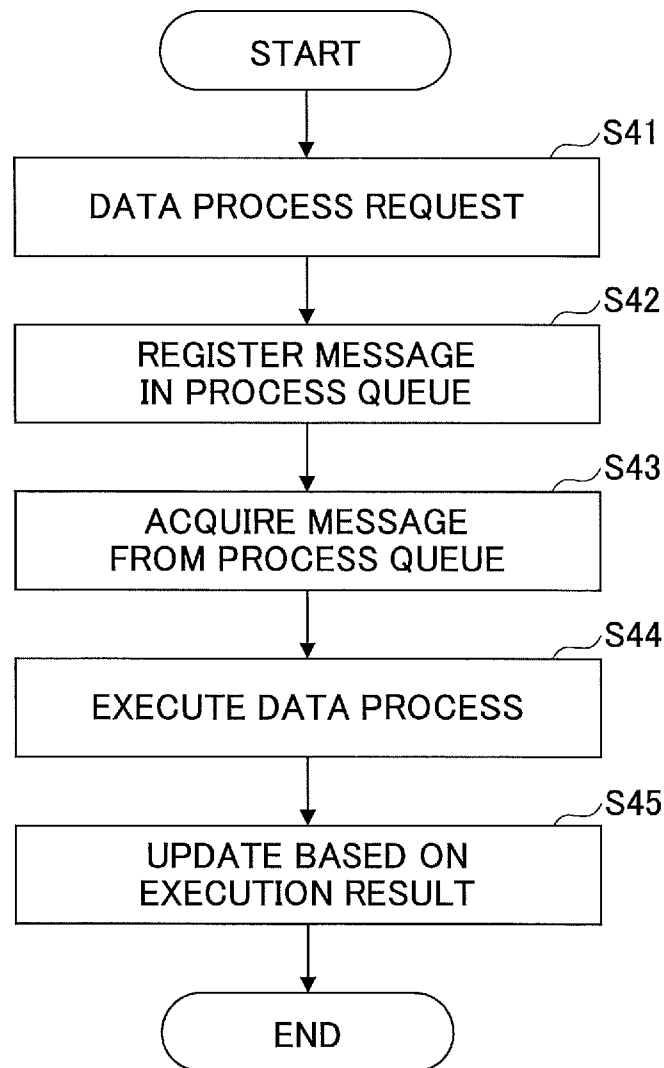 START
S41
DATA PROCESS REQUEST
S42
REGISTER MESSAGE
IN PROCESS QUEUE
S43
ACQUIRE MESSAGE
FROM PROCESS QUEUE
S44
EXECUTE DATA PROCESS
S45
UPDATE BASED ON
EXECUTION RESULT
END